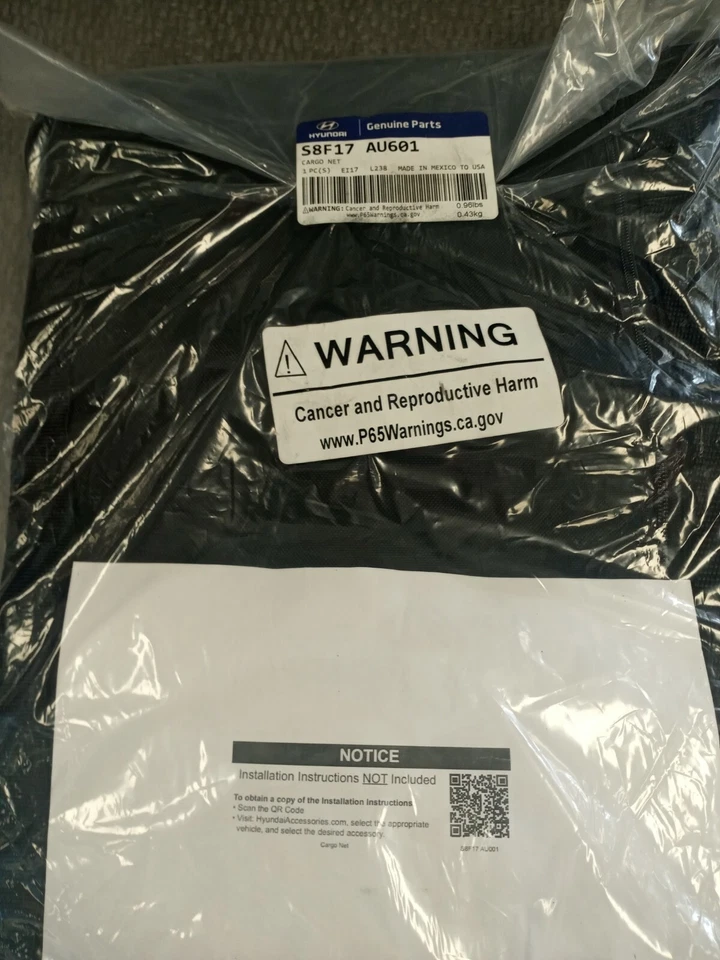 HYUNDAI
Genuine Parts
S8F17 AU601
CARGO NET
1 PC(S) E117 L238 MADE IN MEXICO TO USA
⚠WARNING: Cancer and Reproductive Harm
www.P65Warnings.ca.gov
0.96lbs
0.43kg
WARNING
Cancer and Reproductive Harm
www.P65Warnings.ca.gov
NOTICE
Installation Instructions NOT Included
To obtain a copy of the installation instructions
• Scan the QR Code
• Visit: HyundaiAccessories.com, select the appropriate
vehicle, and select the desired accessory.
Cargo Net
S8F17 AU001